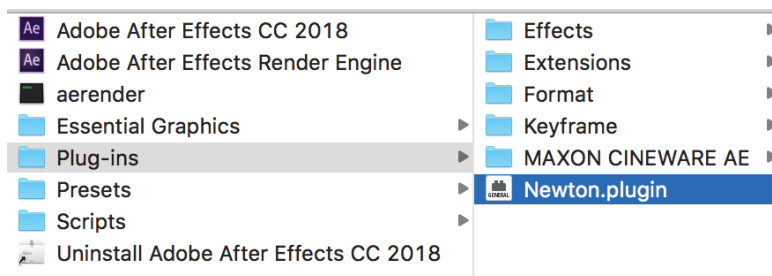 Adobe After Effects CC 2018
Adobe After Effects Render Engine
aerender
Essential Graphics
Plug-ins
Presets
Scripts
Uninstall Adobe After Effects CC 2018
Effects
Extensions
Format
Keyframe
MAXON CINEWARE AE
Newton.plugin